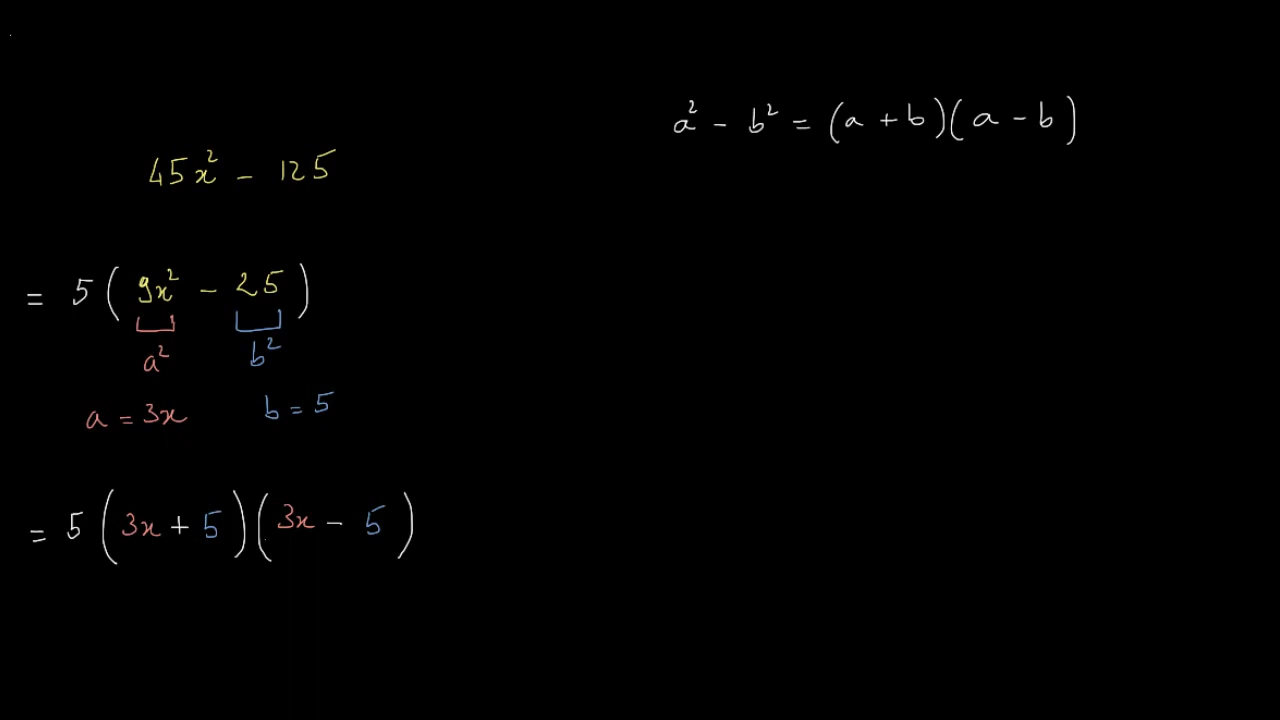 a² - b² = (a + b)(a - b)
45x² - 125
= 5(9x² - 25)
a² b²
a = 3x b = 5
= 5(3x + 5)(3x - 5)